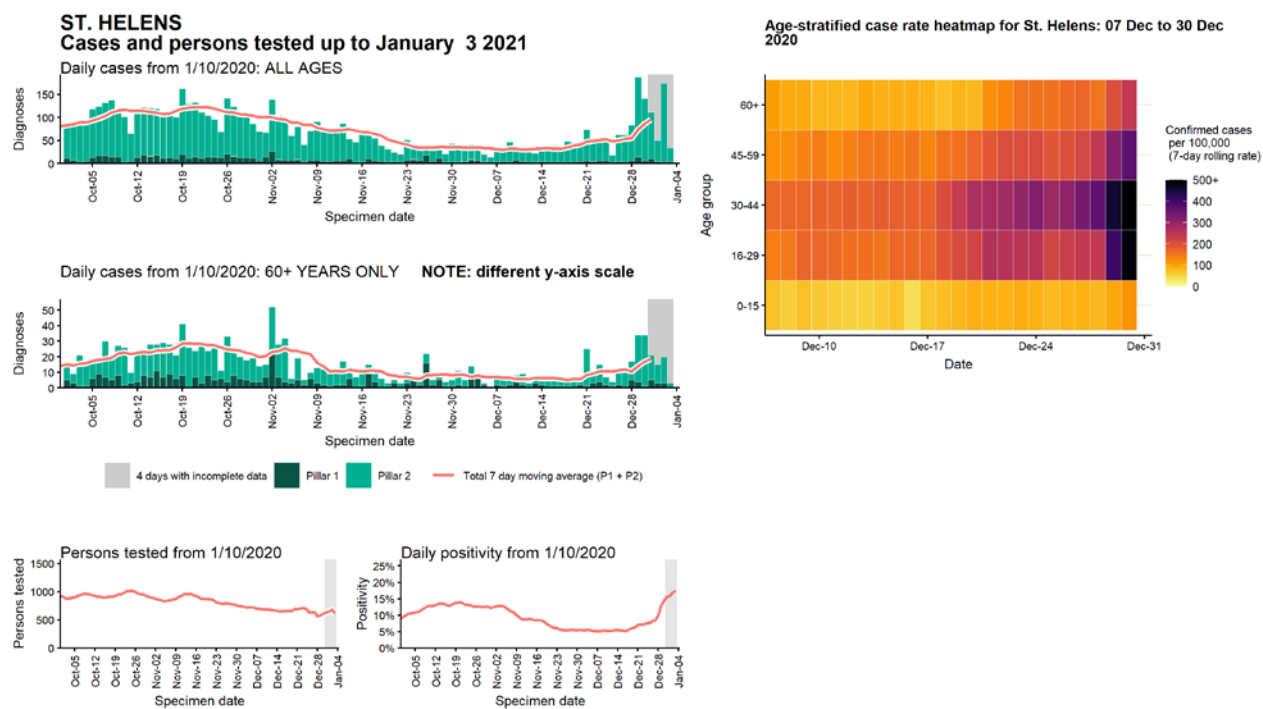 ST. HELENS
Cases and persons tested up to January 3 2021
Daily cases from 1/10/2020: ALL AGES
Diagnoses
150
100
50
0
Oct-05
Oct-12
Oct-19
Oct-26
Nov-02
Nov-09
Nov-16
Nov-23
Nov-30
Dec-07
Dec-14
Dec-21
Dec-28
Jan-04
Specimen date
Daily cases from 1/10/2020: 60+ YEARS ONLY NOTE: different y-axis scale
Diagnoses
50
40
30
20
10
0
Oct-05
Oct-12
Oct-19
Oct-26
Nov-02
Nov-09
Nov-16
Nov-23
Nov-30
Dec-07
Dec-14
Dec-21
Dec-28
Jan-04
Specimen date
4 days with incomplete data Pillar 1 Pillar 2 Total 7 day moving average (P1 + P2)
Persons tested from 1/10/2020
Persons tested
1500
1000
500
0
Oct-05
Oct-12
Oct-19
Oct-26
Nov-02
Nov-09
Nov-16
Nov-23
Nov-30
Dec-07
Dec-14
Dec-21
Dec-28
Jan-04
Specimen date
Daily positivity from 1/10/2020
Positivity
25%
20%
15%
10%
5%
0%
Oct-05
Oct-12
Oct-19
Oct-26
Nov-02
Nov-09
Nov-16
Nov-23
Nov-30
Dec-07
Dec-14
Dec-21
Dec-28
Jan-04
Specimen date
Age-stratified case rate heatmap for St. Helens: 07 Dec to 30 Dec
2020
Age group
60+
45-59
30-44
16-29
0-15
Dec-10
Dec-17
Dec-24
Dec-31
Date
Confirmed cases
per 100,000
(7-day rolling rate)
500+
400
300
200
100
0